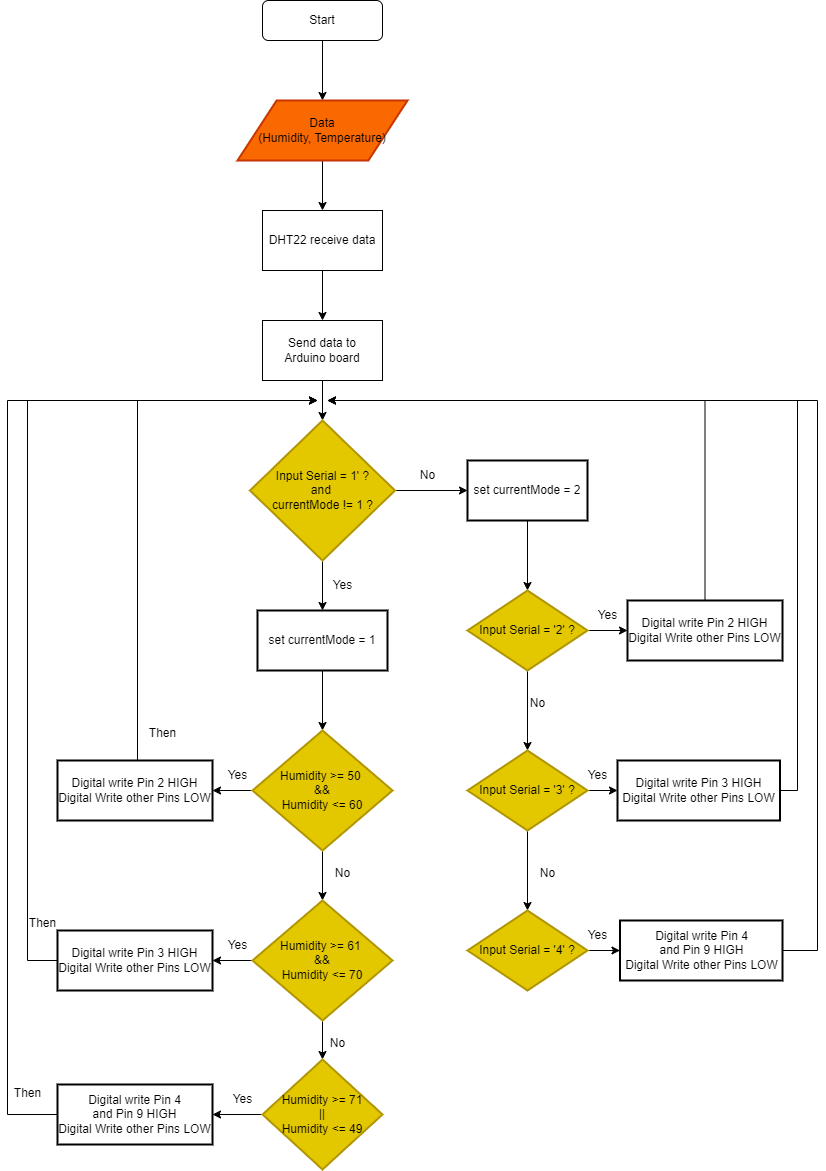 Start
Data
(Humidity, Temperature)
DHT22 receive data
Send data to
Arduino board
Input Serial = 1' ?
and
currentMode != 1 ?
No
set currentMode = 2
Yes
set currentMode = 1
Input Serial = '2' ?
Yes
Digital write Pin 2 HIGH
Digital Write other Pins LOW
No
Then
Digital write Pin 2 HIGH
Digital Write other Pins LOW
Yes
Humidity >= 50
&&
Humidity <= 60
Input Serial = '3' ?
Yes
Digital write Pin 3 HIGH
Digital Write other Pins LOW
No
No
Then
Digital write Pin 3 HIGH
Digital Write other Pins LOW
Yes
Humidity >= 61
&&
Humidity <= 70
Input Serial = '4' ?
Yes
Digital write Pin 4
and Pin 9 HIGH
Digital Write other Pins LOW
No
Then
Digital write Pin 4
and Pin 9 HIGH
Digital Write other Pins LOW
Yes
Humidity >= 71
||
Humidity <= 49